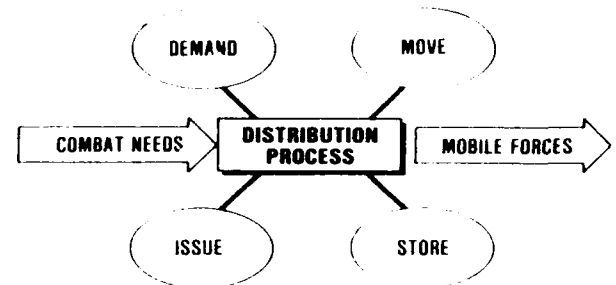 DEMAND
MOVE
COMBAT NEEDS
DISTRIBUTION
PROCESS
MOBILE FORCES
ISSUE
STORE